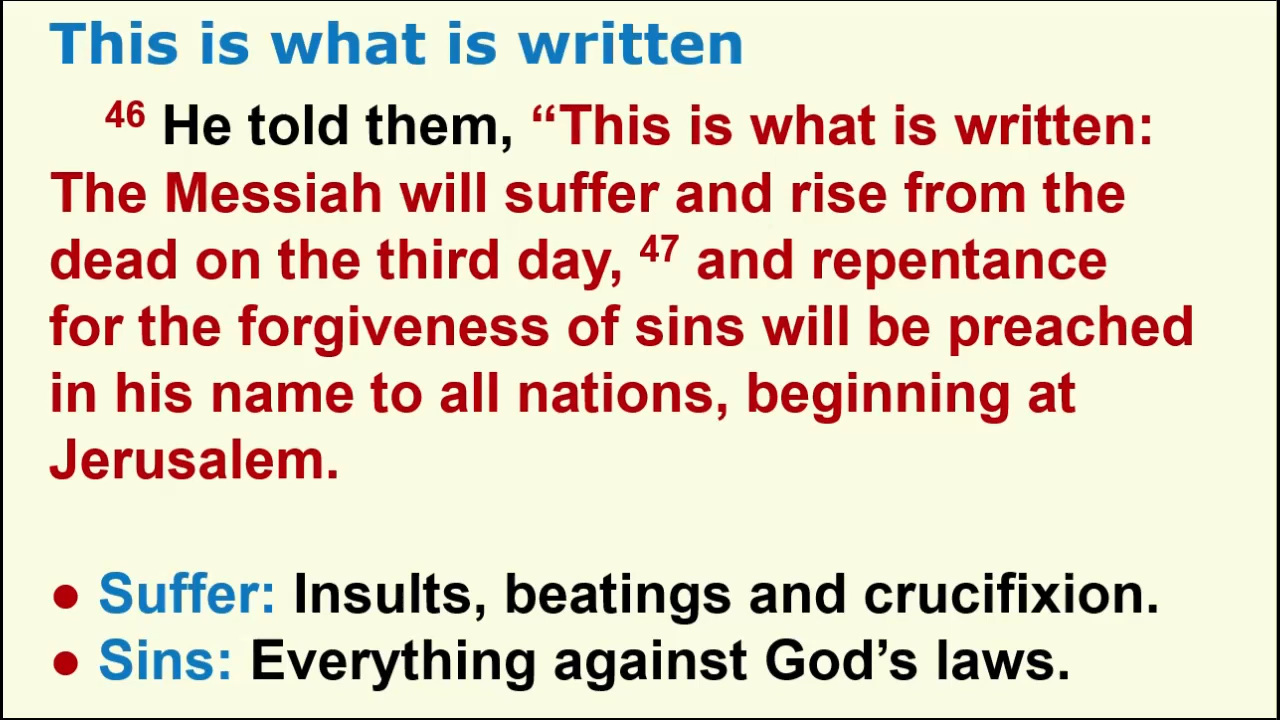 This is what is written
46 He told them, “This is what is written:
The Messiah will suffer and rise from the
dead on the third day, 47 and repentance
for the forgiveness of sins will be preached
in his name to all nations, beginning at
Jerusalem.
● Suffer: Insults, beatings and crucifixion.
● Sins: Everything against God’s laws.